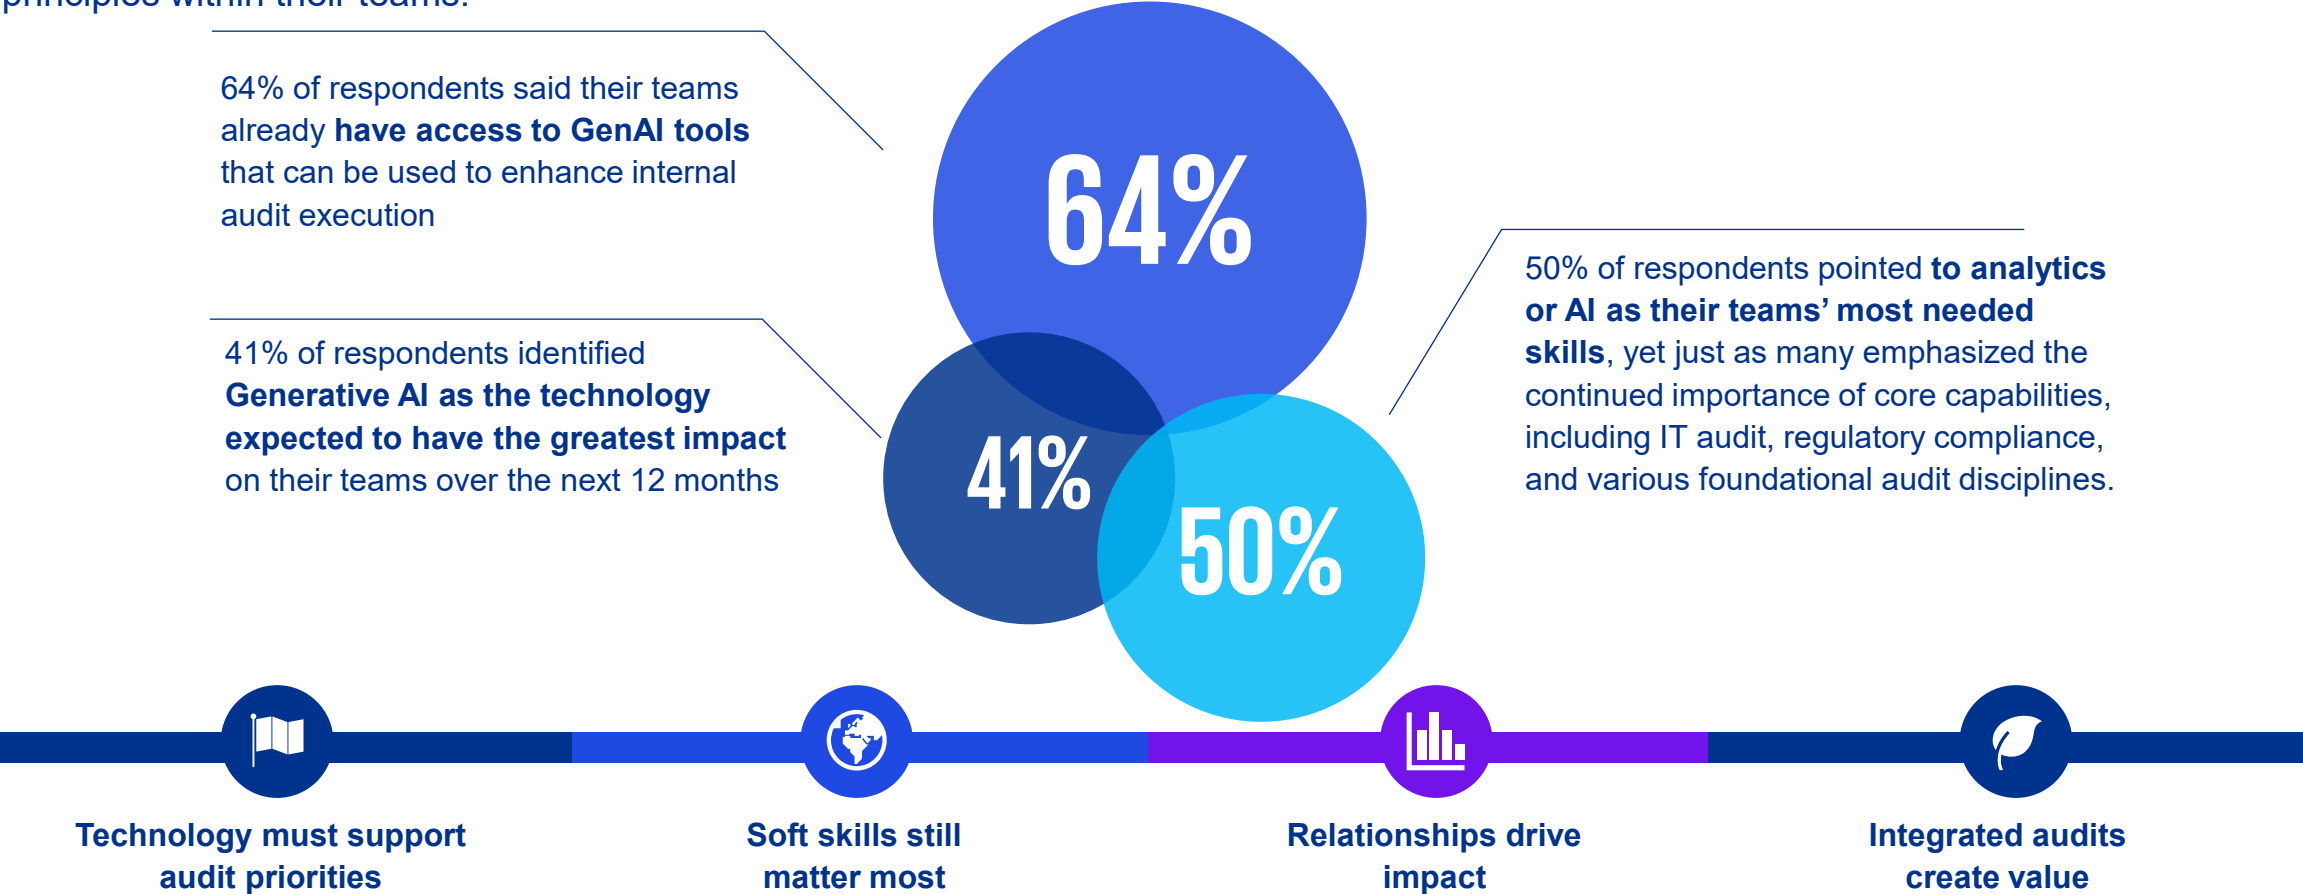 principles within their teams.
64% of respondents said their teams
already have access to GenAI tools
that can be used to enhance internal
audit execution
64%
41% of respondents identified
Generative AI as the technology
expected to have the greatest impact
on their teams over the next 12 months
41%
50% of respondents pointed to analytics
or AI as their teams’ most needed
skills, yet just as many emphasized the
continued importance of core capabilities,
including IT audit, regulatory compliance,
and various foundational audit disciplines.
50%
Technology must support
audit priorities
Soft skills still
matter most
Relationships drive
impact
Integrated audits
create value